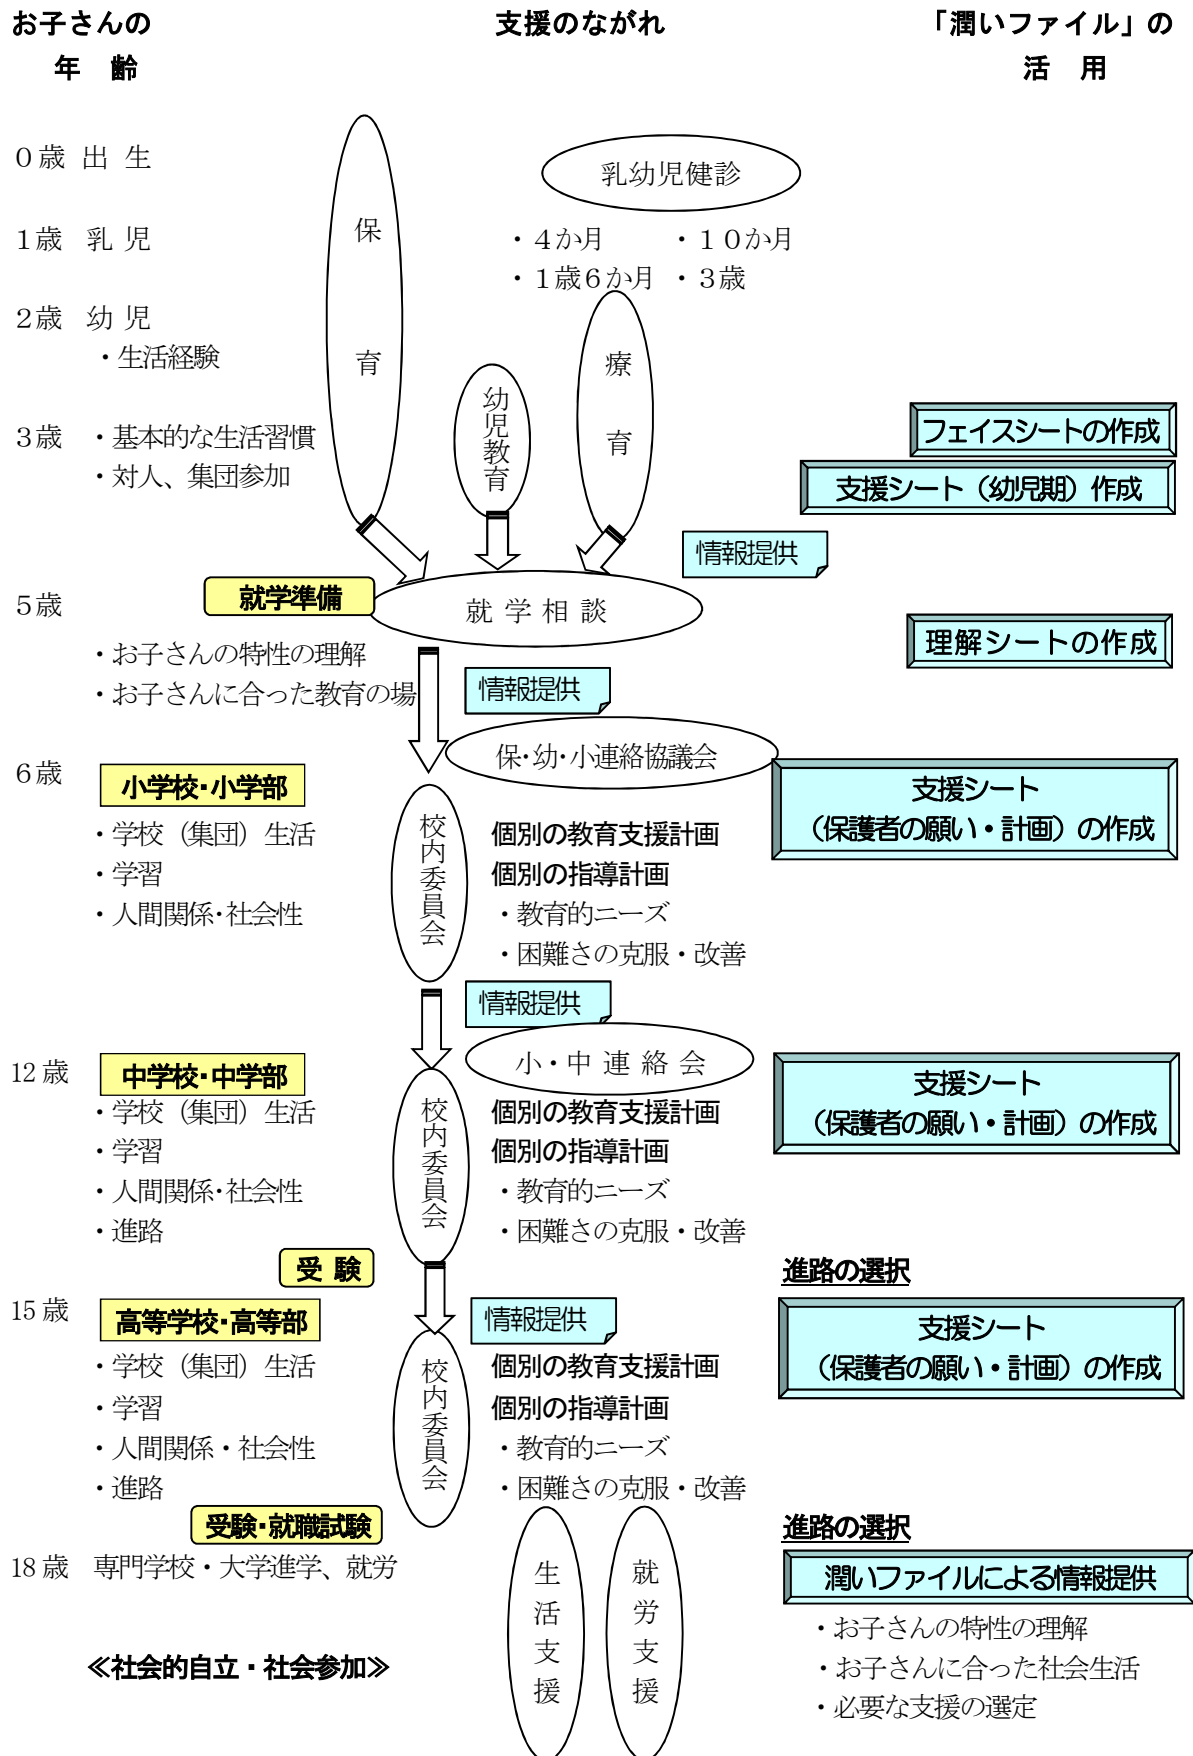 お子さんの
年　齢
支援のながれ
「潤いファイル」の
活　用
０歳 出 生
乳幼児健診
保育
１歳 乳 児
・４か月 ・１０か月
・１歳６か月 ・３歳
２歳 幼 児
・生活経験
療育
幼児教育
３歳 ・基本的な生活習慣
・対人、集団参加
フェイスシートの作成
支援シート（幼児期）作成
情報提供
５歳
就学準備
就 学 相 談
・お子さんの特性の理解
・お子さんに合った教育の場
理解シートの作成
情報提供
保･幼･小連絡協議会
６歳
小学校･小学部
・学校（集団）生活
・学習
・人間関係･社会性
校内委員会
個別の教育支援計画
個別の指導計画
・教育的ニーズ
・困難さの克服・改善
支援シート
（保護者の願い・計画）の作成
情報提供
小・中 連 絡 会
12 歳
中学校･中学部
・学校（集団）生活
・学習
・人間関係･社会性
・進路
校内委員会
個別の教育支援計画
個別の指導計画
・教育的ニーズ
・困難さの克服・改善
支援シート
（保護者の願い・計画）の作成
受 験
進路の選択
15 歳
高等学校･高等部
情報提供
・学校（集団）生活
・学習
・人間関係・社会性
・進路
校内委員会
個別の教育支援計画
個別の指導計画
・教育的ニーズ
・困難さの克服・改善
支援シート
（保護者の願い・計画）の作成
受験･就職試験
進路の選択
18 歳 専門学校・大学進学、就労
生活支援
就労支援
潤いファイルによる情報提供
・お子さんの特性の理解
・お子さんに合った社会生活
・必要な支援の選定
≪社会的自立・社会参加≫